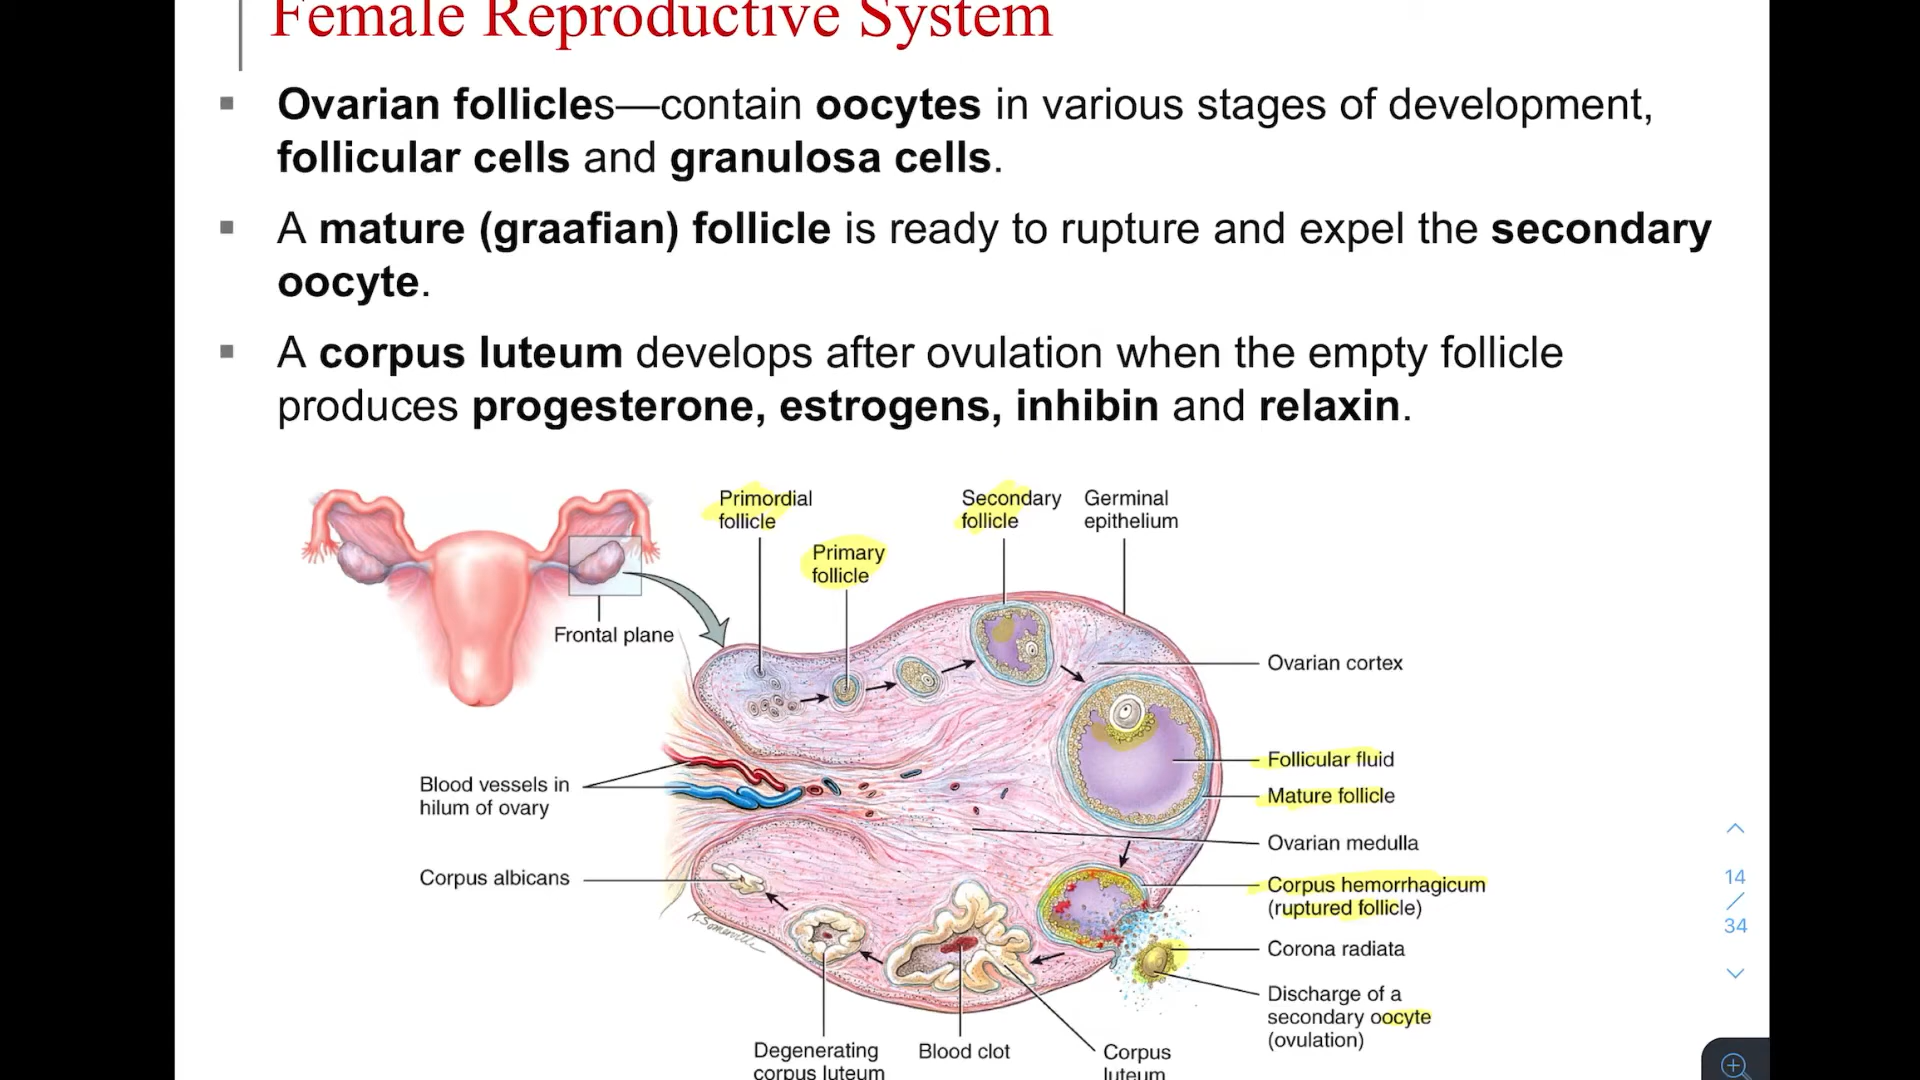 Female Reproductive System
▪ Ovarian follicles—contain oocytes in various stages of development,
follicular cells and granulosa cells.
▪ A mature (graafian) follicle is ready to rupture and expel the secondary
oocyte.
▪ A corpus luteum develops after ovulation when the empty follicle
produces progesterone, estrogens, inhibin and relaxin.
Primordial
follicle
Primary
follicle
Secondary
follicle
Germinal
epithelium
Frontal plane
Ovarian cortex
Follicular fluid
Mature follicle
Ovarian medulla
Corpus hemorrhagicum
(ruptured follicle)
Corona radiata
Discharge of a
secondary oocyte
(ovulation)
Blood vessels in
hilum of ovary
Corpus albicans
Degenerating
corpus luteum
Blood clot
Corpus
luteum
14
/
34